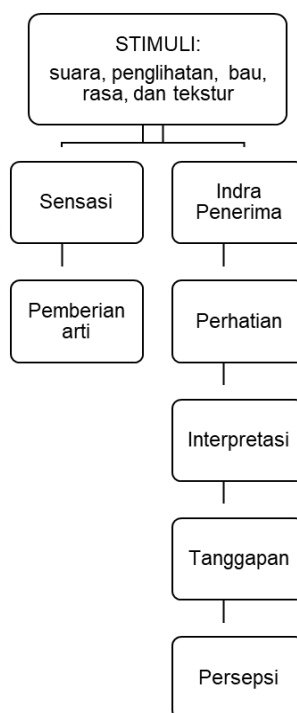 STIMULI:
suara, penglihatan, bau,
rasa, dan tekstur
Sensasi
Pemberian
arti
Indra
Penerima
Perhatian
Interpretasi
Tanggapan
Persepsi